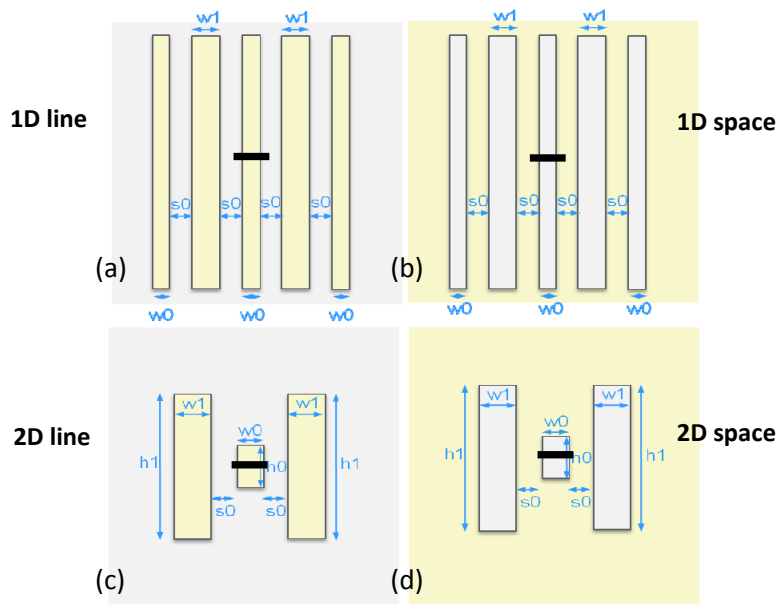 w1 w1
w1 w1
1D line
1D space
s0 s0 s0 s0
s0 s0 s0 s0
(a)
(b)
w0 w0 w0
w0 w0 w0
w1 w0 w1
w1 w0 w1
2D line
2D space
h1 h0 h1
h1 h0 h1
s0 s0
s0 s0
(c)
(d)